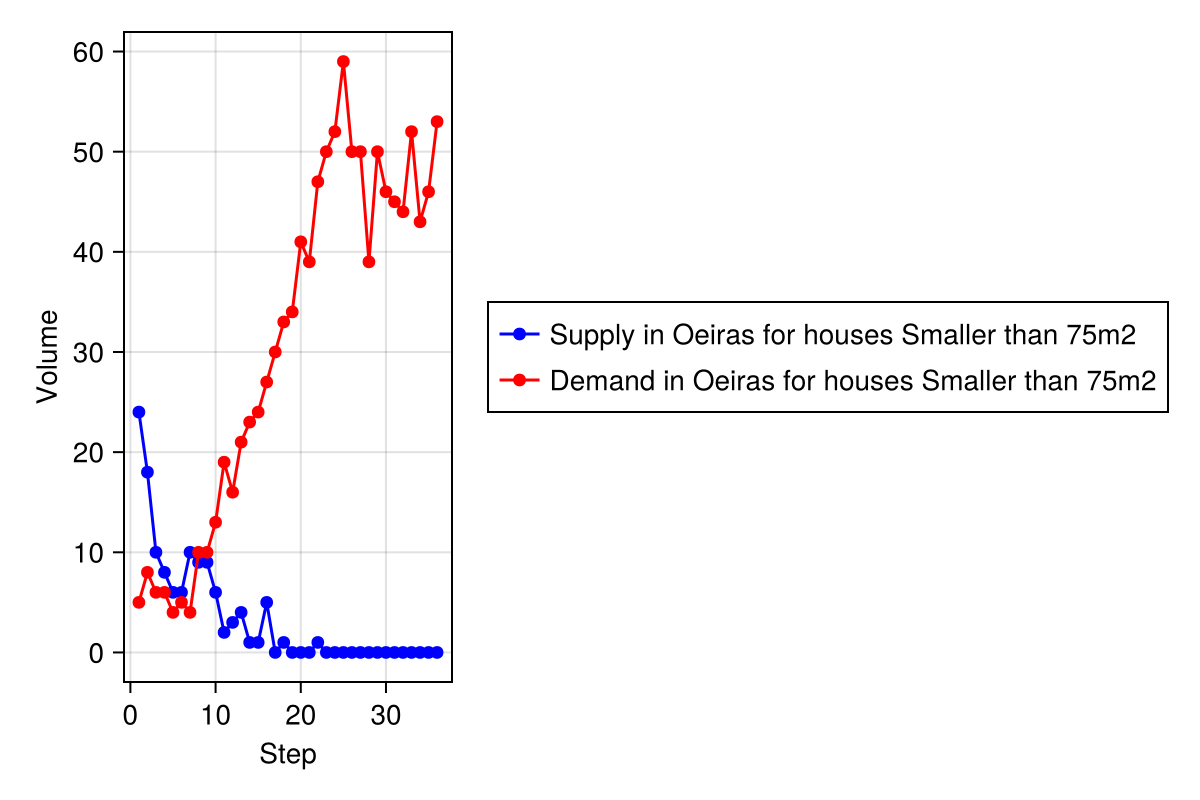 60
50
40
30
20
10
0
Volume
0 10 20 30
Step
Supply in Oeiras for houses Smaller than 75m2
Demand in Oeiras for houses Smaller than 75m2